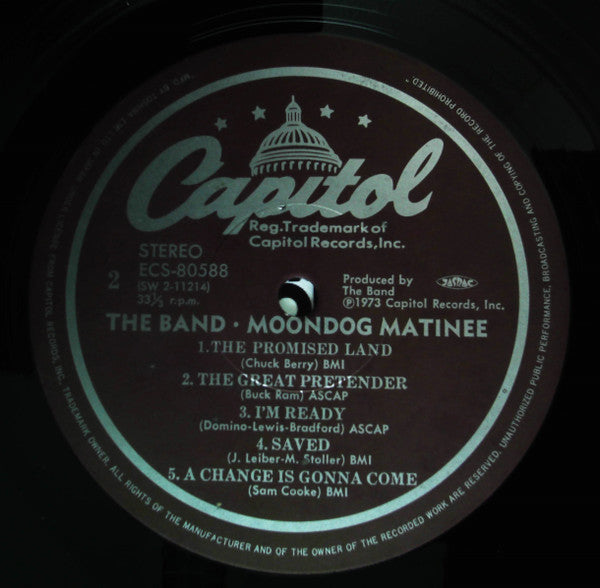 Capitol
Reg.Trademark of
Capitol Records,Inc.
STEREO
ECS-80588
(SW 2-11214)
33⅓ r.p.m.
2
Produced by
The Band
Ⓟ1973 Capitol Records, Inc.
THE BAND · MOONDOG MATINEE
1.THE PROMISED LAND
(Chuck Berry) BMI
2. THE GREAT PRETENDER
(Buck Ram) ASCAP
3. I'M READY
(Domino-Lewis-Bradford) ASCAP
4. SAVED
(J. Leiber-M. Stoller) BMI
5. A CHANGE IS GONNA COME
(Sam Cooke) BMI
FROM CAPITOL RECORDS, INC. TRADEMARK OWNER. ALL RIGHTS OF THE MANUFACTURER AND OF THE OWNER OF THE RECORDED WORK ARE RESERVED. UNAUTHORIZED PUBLIC PERFORMANCE, BROADCASTING AND COPYING OF THE RECORD PROHIBITED.